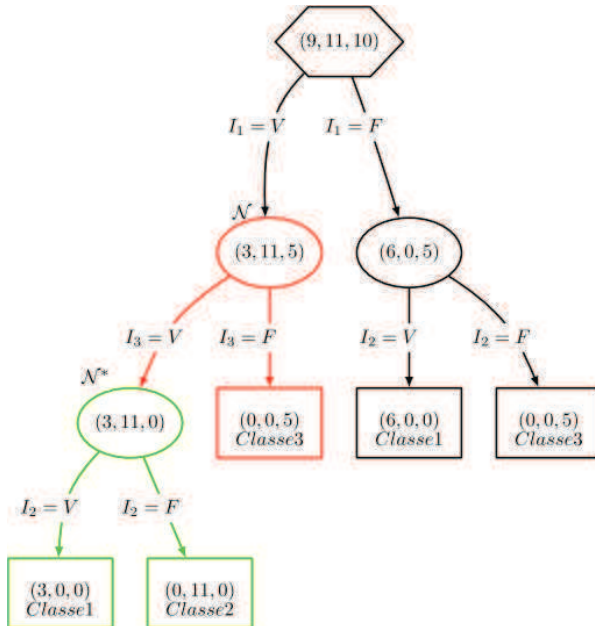 (9, 11, 10)
I₁ = V
I₁ = F
𝒩
(3, 11, 5)
(6, 0, 5)
I₃ = V
I₃ = F
I₂ = V
I₂ = F
𝒩*
(3, 11, 0)
(0, 0, 5)
Classe3
(6, 0, 0)
Classe1
(0, 0, 5)
Classe3
I₂ = V
I₂ = F
(3, 0, 0)
Classe1
(0, 11, 0)
Classe2